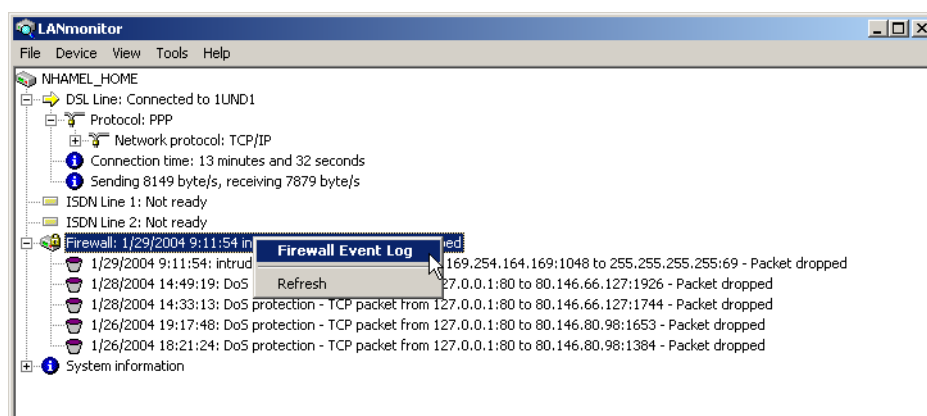 LANmonitor
File Device View Tools Help
NHAMEL_HOME
DSL Line: Connected to 1UND1
Protocol: PPP
Network protocol: TCP/IP
Connection time: 13 minutes and 32 seconds
Sending 8149 byte/s, receiving 7879 byte/s
ISDN Line 1: Not ready
ISDN Line 2: Not ready
Firewall: 1/29/2004 9:11:54
Firewall Event Log
1/29/2004 9:11:54: 169.254.164.169:1048 to 255.255.255.255:69 - Packet dropped
Refresh
1/28/2004 14:49:19: DoS 127.0.0.1:80 to 80.146.66.127:1926 - Packet dropped
1/28/2004 14:33:13: DoS protection - TCP packet from 127.0.0.1:80 to 80.146.66.127:1744 - Packet dropped
1/26/2004 19:17:48: DoS protection - TCP packet from 127.0.0.1:80 to 80.146.80.98:1653 - Packet dropped
1/26/2004 18:21:24: DoS protection - TCP packet from 127.0.0.1:80 to 80.146.80.98:1384 - Packet dropped
System information